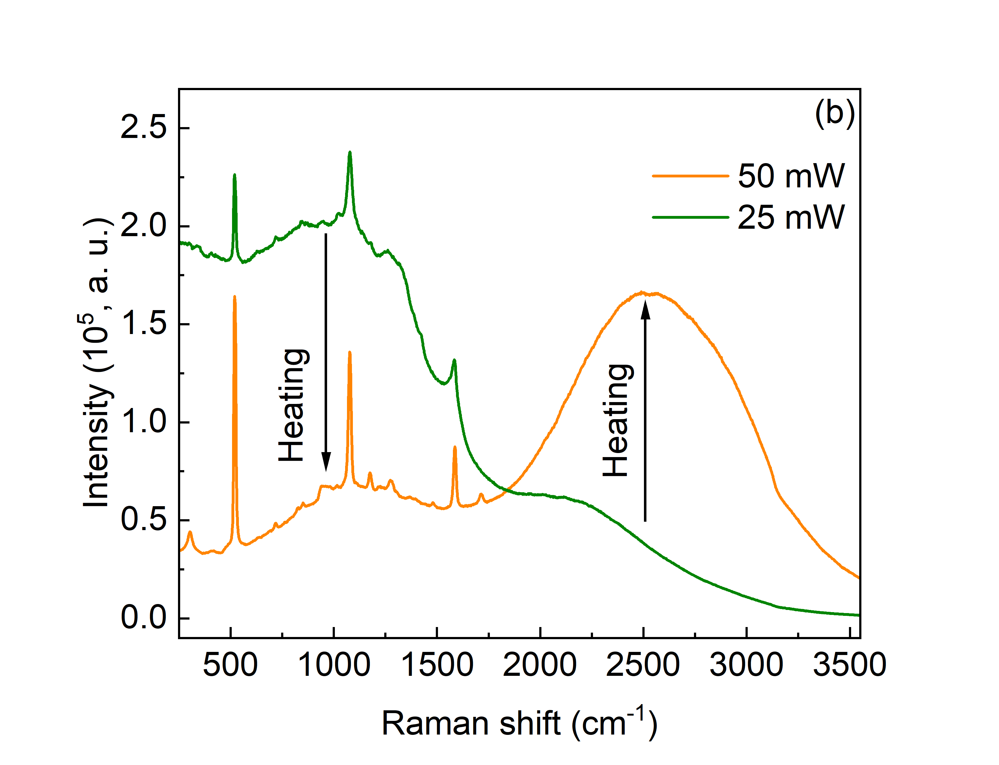 (b)
50 mW
25 mW
2.5
2.0
1.5
1.0
0.5
0.0
Intensity (10⁵, a. u.)
Heating
Heating
500 1000 1500 2000 2500 3000 3500
Raman shift (cm⁻¹)